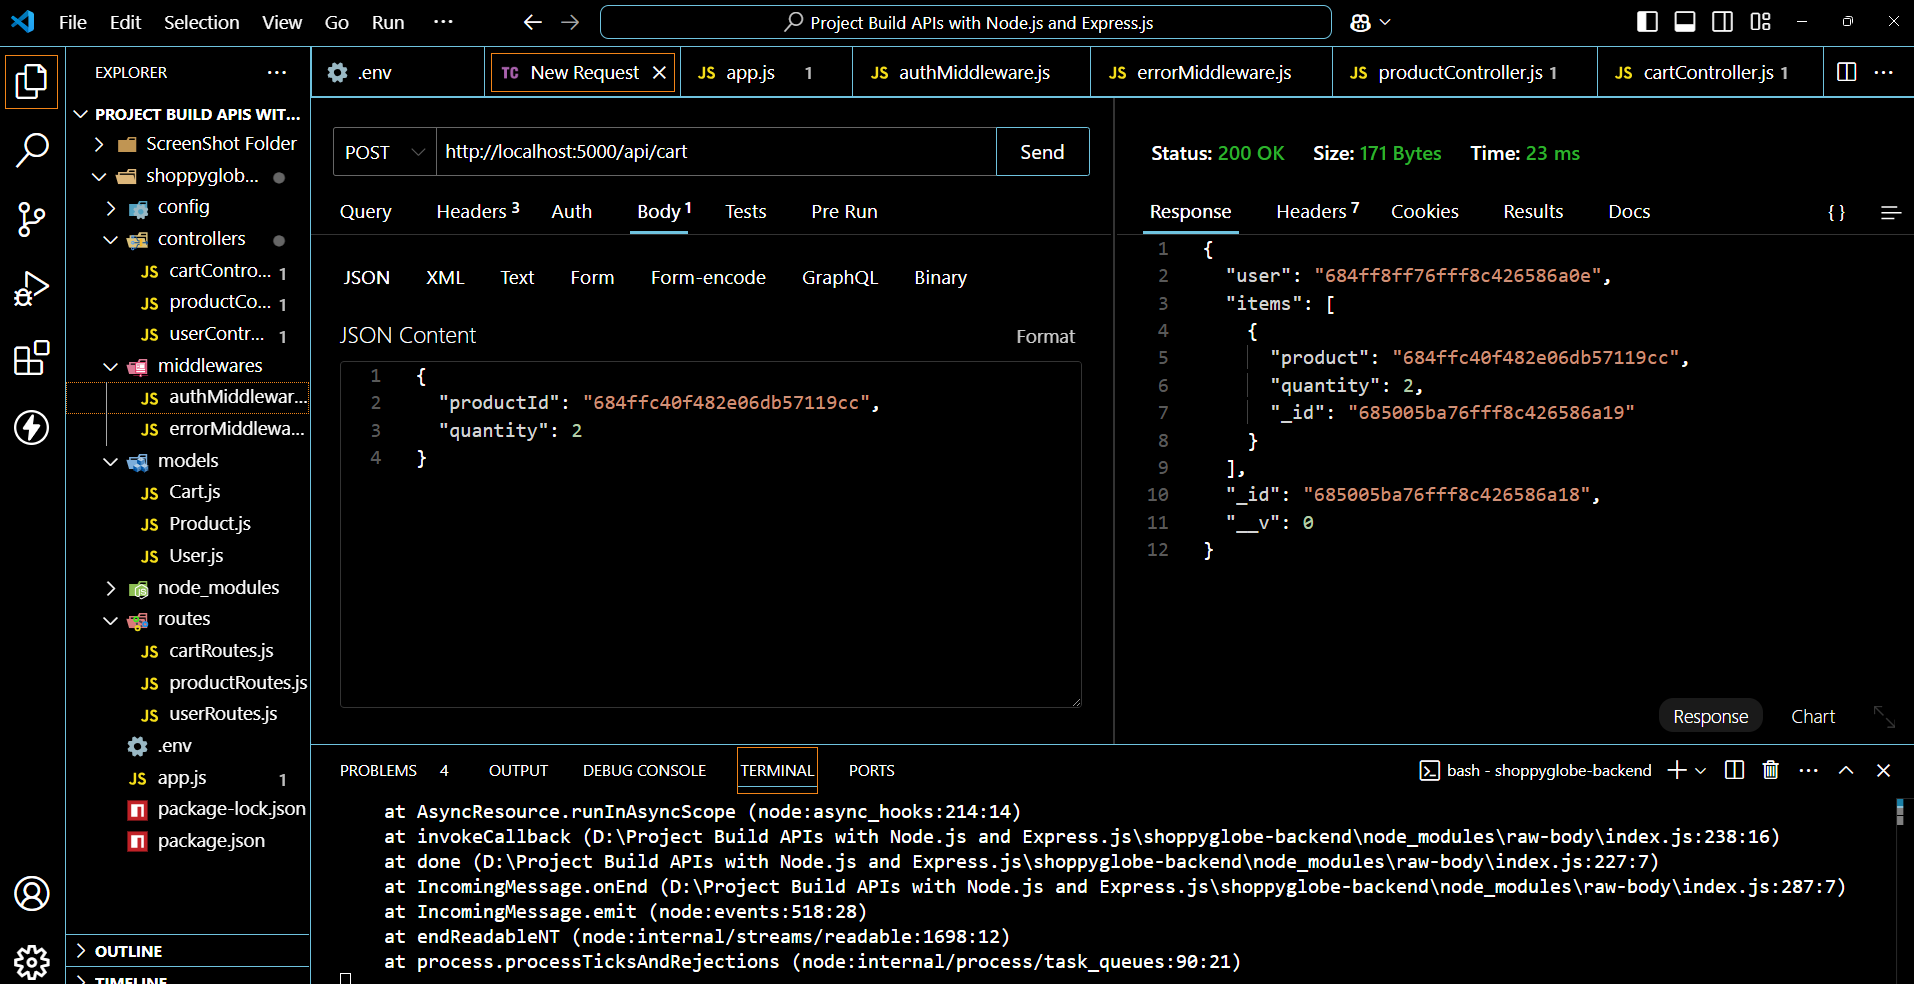 File Edit Selection View Go Run ···
Project Build APIs with Node.js and Express.js
EXPLORER ···
PROJECT BUILD APIS WIT...
ScreenShot Folder
shoppyglob...
config
controllers
JS cartContro... 1
JS productCo... 1
JS userContr... 1
middlewares
JS authMiddlewar...
JS errorMiddlewa...
models
JS Cart.js
JS Product.js
JS User.js
node_modules
routes
JS cartRoutes.js
JS productRoutes.js
JS userRoutes.js
.env
JS app.js 1
package-lock.json
package.json
OUTLINE
TIMELINE
.env
TC New Request
JS app.js 1
JS authMiddleware.js
JS errorMiddleware.js
JS productController.js 1
JS cartController.js 1
···
POST http://localhost:5000/api/cart Send
Query Headers 3 Auth Body 1 Tests Pre Run
JSON XML Text Form Form-encode GraphQL Binary
JSON Content Format
1 {
2 "productId": "684ffc40f482e06db57119cc",
3 "quantity": 2
4 }
Status: 200 OK Size: 171 Bytes Time: 23 ms
Response Headers 7 Cookies Results Docs { }
1 {
2 "user": "684ff8ff76fff8c426586a0e",
3 "items": [
4 {
5 "product": "684ffc40f482e06db57119cc",
6 "quantity": 2,
7 "_id": "685005ba76fff8c426586a19"
8 }
9 ],
10 "_id": "685005ba76fff8c426586a18",
11 "__v": 0
12 }
Response Chart
PROBLEMS 4 OUTPUT DEBUG CONSOLE TERMINAL PORTS
bash - shoppyglobe-backend
at AsyncResource.runInAsyncScope (node:async_hooks:214:14)
at invokeCallback (D:\Project Build APIs with Node.js and Express.js\shoppyglobe-backend\node_modules\raw-body\index.js:238:16)
at done (D:\Project Build APIs with Node.js and Express.js\shoppyglobe-backend\node_modules\raw-body\index.js:227:7)
at IncomingMessage.onEnd (D:\Project Build APIs with Node.js and Express.js\shoppyglobe-backend\node_modules\raw-body\index.js:287:7)
at IncomingMessage.emit (node:events:518:28)
at endReadableNT (node:internal/streams/readable:1698:12)
at process.processTicksAndRejections (node:internal/process/task_queues:90:21)